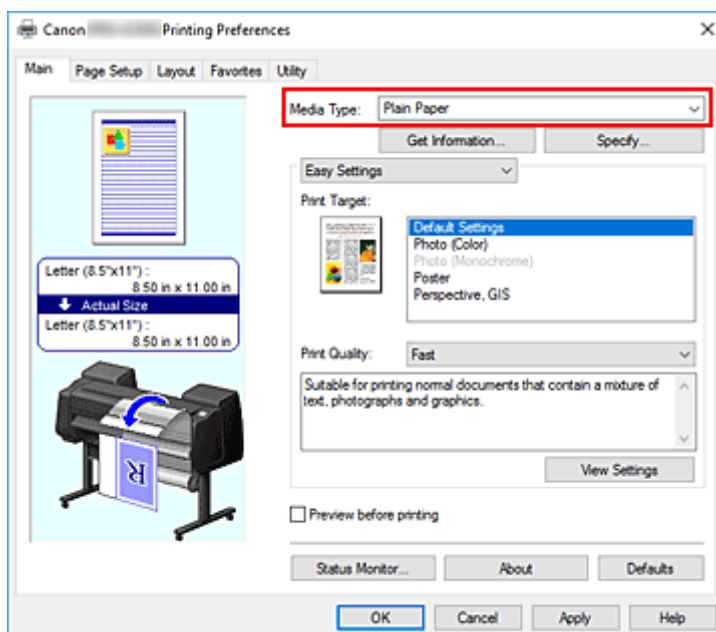 Canon Printing Preferences
Main Page Setup Layout Favorites Utility
Media Type: Plain Paper
Get Information... Specify...
Easy Settings
Print Target:
Default Settings
Photo (Color)
Photo (Monochrome)
Poster
Perspective, GIS
Letter (8.5"x11") :
8.50 in x 11.00 in
Actual Size
Letter (8.5"x11") :
8.50 in x 11.00 in
Print Quality: Fast
Suitable for printing normal documents that contain a mixture of
text, photographs and graphics.
View Settings
R
Preview before printing
Status Monitor... About Defaults
OK Cancel Apply Help